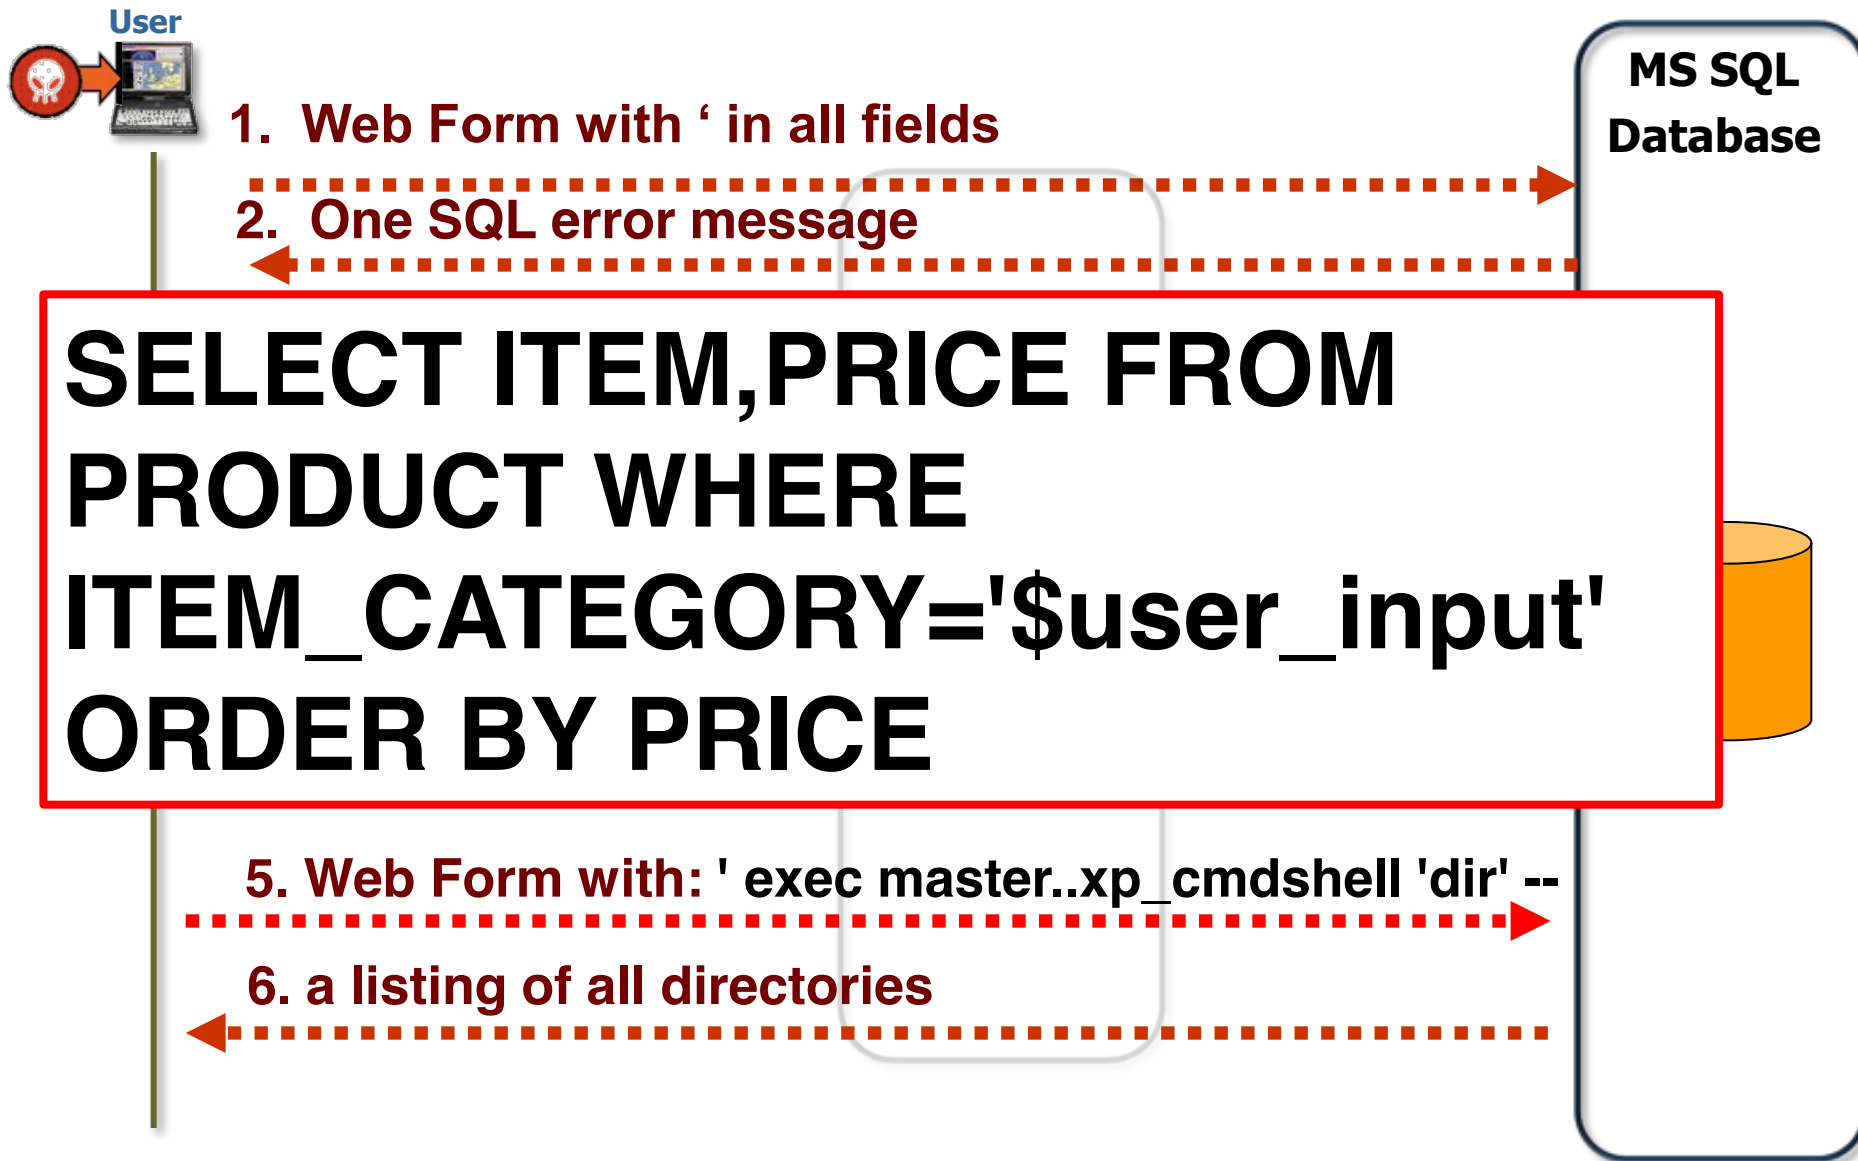 User
MS SQL
Database
1. Web Form with ‘ in all fields
2. One SQL error message
SELECT ITEM,PRICE FROM
PRODUCT WHERE
ITEM_CATEGORY='$user_input'
ORDER BY PRICE
5. Web Form with: ' exec master..xp_cmdshell 'dir' --
6. a listing of all directories